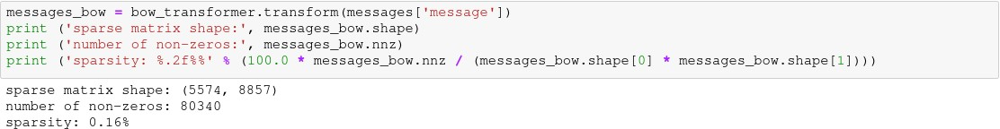 messages_bow = bow_transformer.transform(messages['message'])
print ('sparse matrix shape:', messages_bow.shape)
print ('number of non-zeros:', messages_bow.nnz)
print ('sparsity: %.2f%%' % (100.0 * messages_bow.nnz / (messages_bow.shape[0] * messages_bow.shape[1])))
sparse matrix shape: (5574, 8857)
number of non-zeros: 80340
sparsity: 0.16%